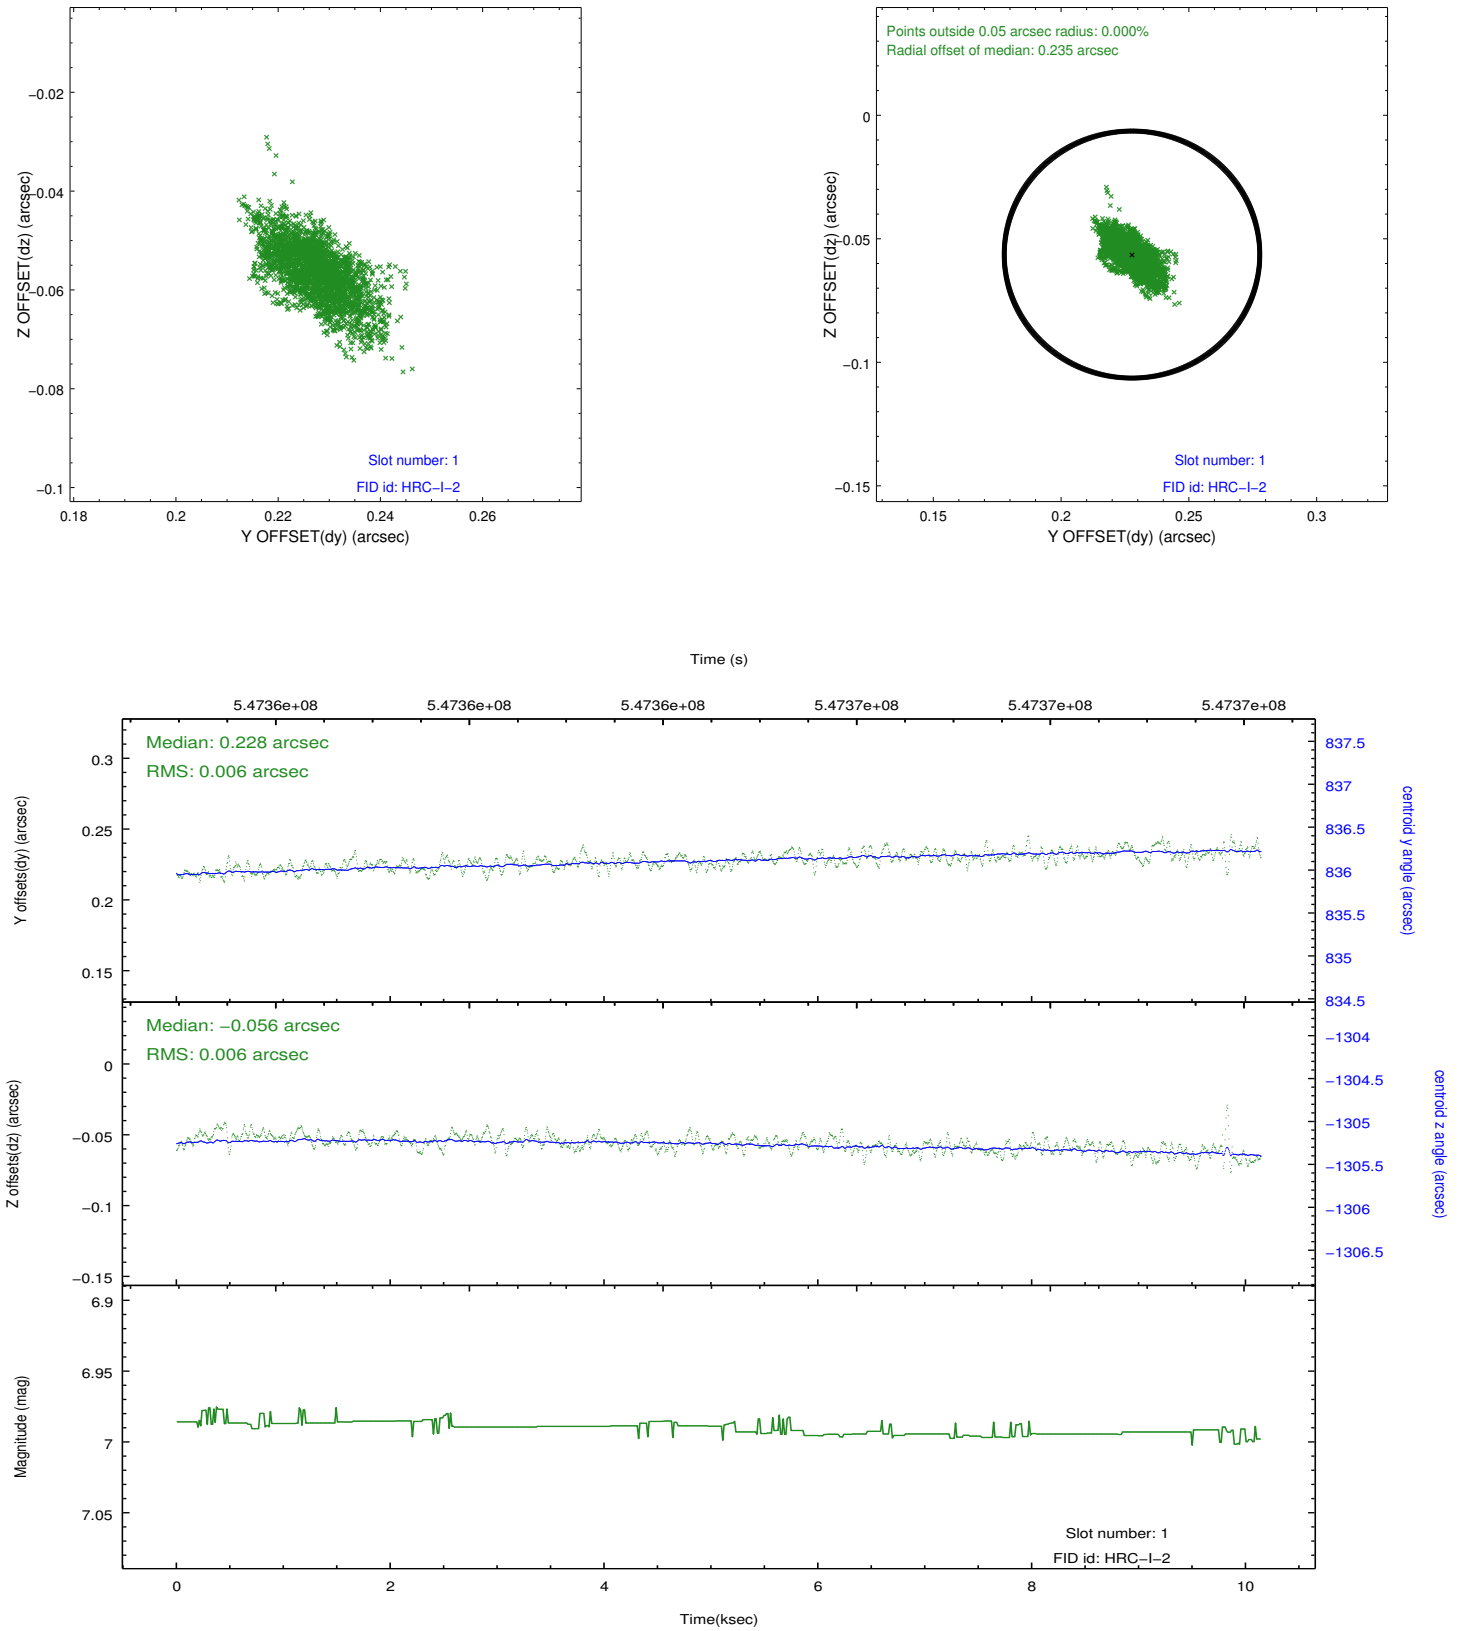 −0.02
−0.04
−0.06
−0.08
−0.1
0.18
0.2
0.22
0.24
0.26
Z OFFSET(dz) (arcsec)
Y OFFSET(dy) (arcsec)
Slot number: 1
FID id: HRC−I−2
Points outside 0.05 arcsec radius: 0.000%
Radial offset of median: 0.235 arcsec
0
−0.05
−0.1
−0.15
0.15
0.2
0.25
0.3
Z OFFSET(dz) (arcsec)
Y OFFSET(dy) (arcsec)
Slot number: 1
FID id: HRC−I−2
Time (s)
5.4736e+08
5.4736e+08
5.4736e+08
5.4737e+08
5.4737e+08
5.4737e+08
Median: 0.228 arcsec
RMS: 0.006 arcsec
0.3
0.25
0.2
0.15
Y offsets(dy) (arcsec)
837.5
837
836.5
836
835.5
835
834.5
centroid y angle (arcsec)
Median: −0.056 arcsec
RMS: 0.006 arcsec
0
−0.05
−0.1
−0.15
Z offsets(dz) (arcsec)
−1304
−1304.5
−1305
−1305.5
−1306
−1306.5
centroid z angle (arcsec)
6.9
6.95
7
7.05
Magnitude (mag)
Slot number: 1
FID id: HRC−I−2
0
2
4
6
8
10
Time(ksec)